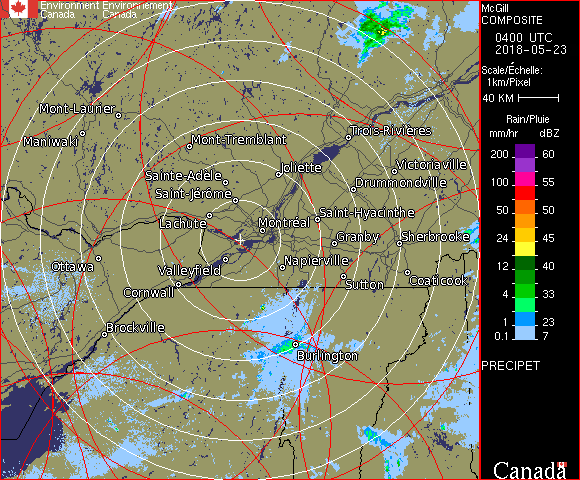 Environment Environnement
Canada Canada
McGill
COMPOSITE
0400 UTC
2018-05-23
Scale/Échelle:
1km/Pixel
40 KM
Rain/Pluie
mm/hr dBZ
200 60
100 55
50 50
24 45
12 40
4 33
2 23
0.1 7
PRECIPET
Mont-Laurier
Maniwaki
Mont-Tremblant
Trois-Rivières
Joliette
Victoriaville
Sainte-Adèle
Drummondville
Saint-Jérôme
Lachute
Saint-Hyacinthe
Montréal
Granby
Sherbrooke
Ottawa
Valleyfield
Napierville
Sutton
Coaticook
Cornwall
Brockville
Burlington
Canada